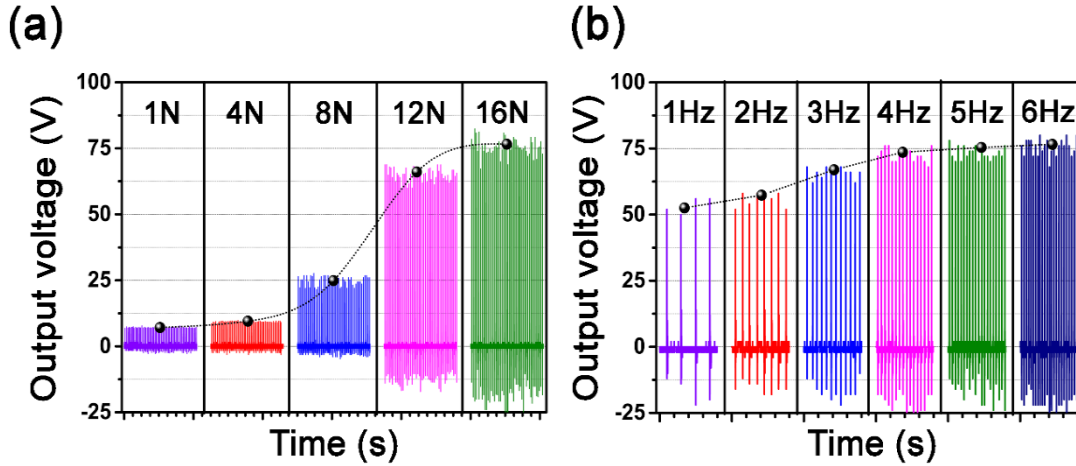 (a)
100
75
50
25
0
-25
Output voltage (V)
1N 4N 8N 12N 16N
Time (s)
(b)
100
75
50
25
0
-25
Output voltage (V)
1Hz 2Hz 3Hz 4Hz 5Hz 6Hz
Time (s)